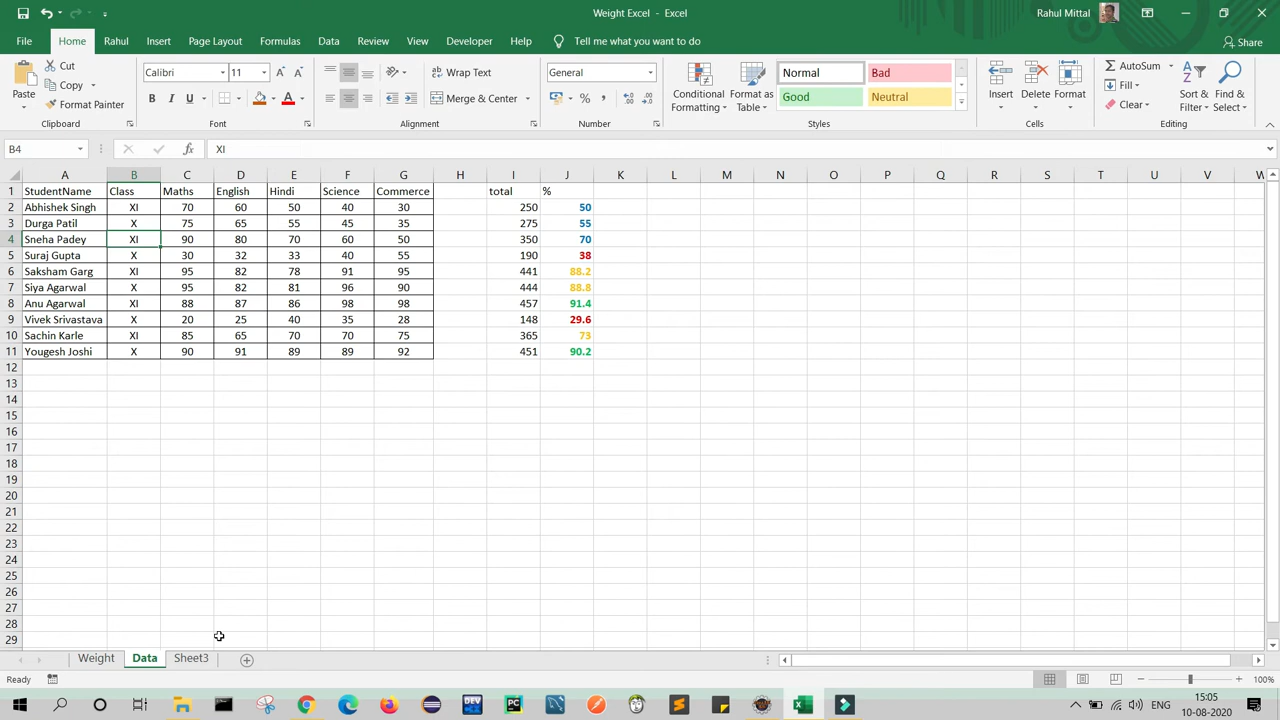 Weight Excel - Excel
Rahul Mittal
File Home Rahul Insert Page Layout Formulas Data Review View Developer Help Tell me what you want to do
Share
Paste
Cut
Copy
Format Painter
Clipboard
Calibri 11
B I U A
Font
Wrap Text
Merge & Center
Alignment
General
%
Number
Conditional Formatting
Format as Table
Normal Bad
Good Neutral
Styles
Insert Delete Format
Cells
AutoSum
Fill
Clear
Sort & Filter
Find & Select
Editing
B4 fx XI
A B C D E F G H I J K L M N O P Q R S T U V W
1 StudentName Class Maths English Hindi Science Commerce total %
2 Abhishek Singh XI 70 60 50 40 30 250 50
3 Durga Patil X 75 65 55 45 35 275 55
4 Sneha Padey XI 90 80 70 60 50 350 70
5 Suraj Gupta X 30 32 33 40 55 190 38
6 Saksham Garg XI 95 82 78 91 95 441 88.2
7 Siya Agarwal X 95 82 81 96 90 444 88.8
8 Anu Agarwal XI 88 87 86 98 98 457 91.4
9 Vivek Srivastava X 20 25 40 35 28 148 29.6
10 Sachin Karle XI 85 65 70 70 75 365 73
11 Yougesh Joshi X 90 91 89 89 92 451 90.2
12
13
14
15
16
17
18
19
20
21
22
23
24
25
26
27
28
29
Weight Data Sheet3
Ready
100%
ENG
15:05
10-08-2020